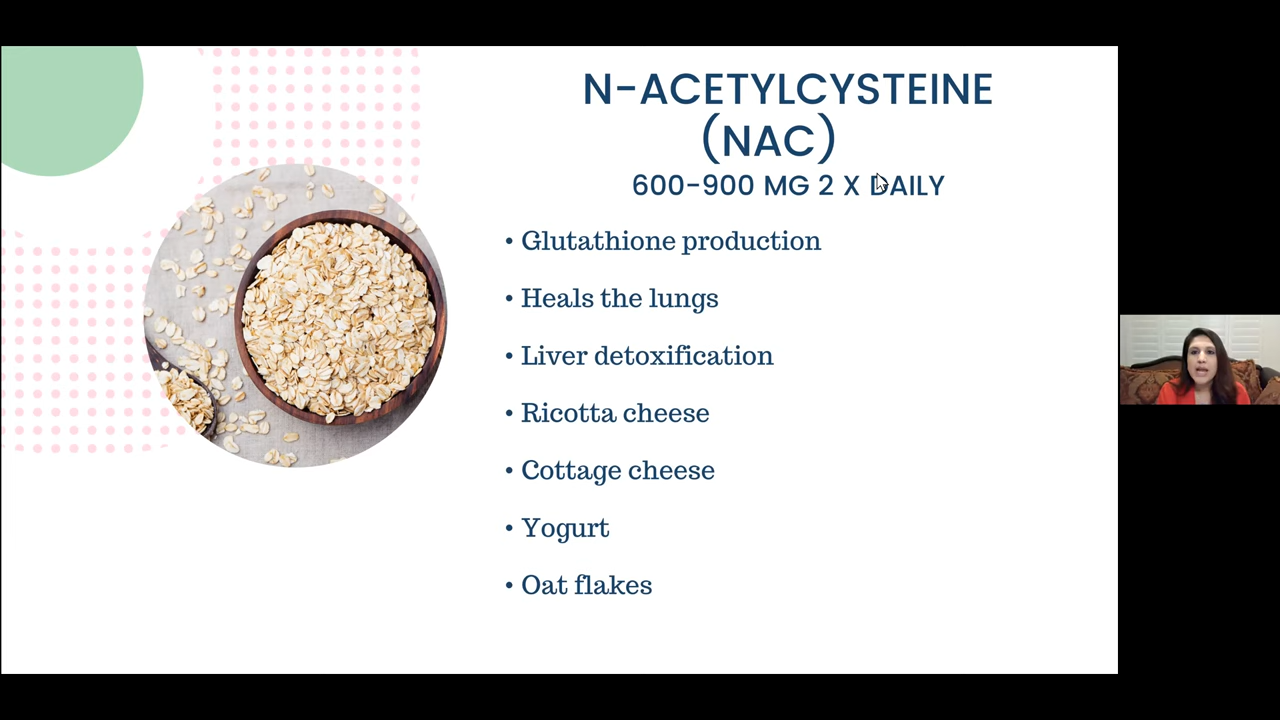 N-ACETYLCYSTEINE
(NAC)
600-900 MG 2 X DAILY
• Glutathione production
• Heals the lungs
• Liver detoxification
• Ricotta cheese
• Cottage cheese
• Yogurt
• Oat flakes